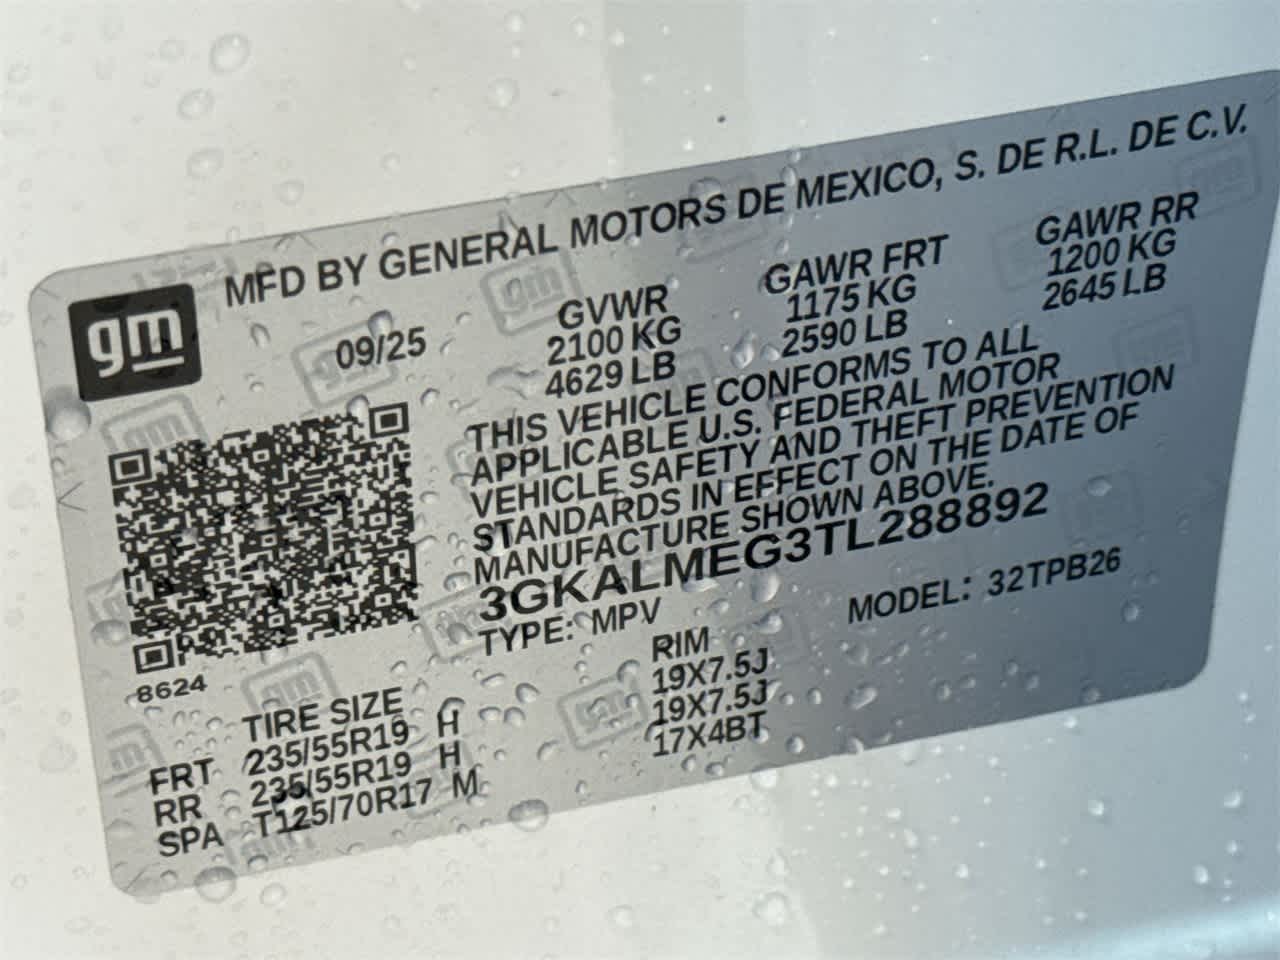 MFD BY GENERAL MOTORS DE MEXICO, S. DE R.L. DE C.V.
gm
09/25
GVWR
2100 KG
4629 LB
GAWR FRT
1175 KG
2590 LB
GAWR RR
1200 KG
2645 LB
THIS VEHICLE CONFORMS TO ALL
APPLICABLE U.S. FEDERAL MOTOR
VEHICLE SAFETY AND THEFT PREVENTION
STANDARDS IN EFFECT ON THE DATE OF
MANUFACTURE SHOWN ABOVE.
3GKALMEG3TL288892
TYPE: MPV
MODEL: 32TPB26
8624
TIRE SIZE RIM
FRT 235/55R19 H 19X7.5J
RR 235/55R19 H 19X7.5J
SPA T125/70R17 M 17X4BT